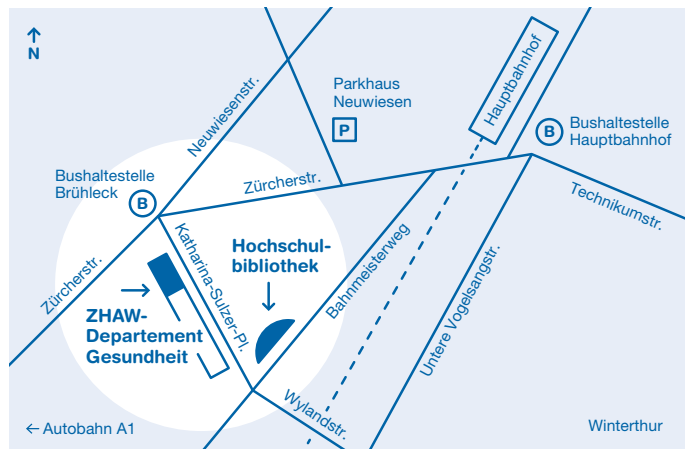 N
Neuwiesenstr.
Parkhaus
Neuwiesen
P
Hauptbahnhof
B
Bushaltestelle
Hauptbahnhof
Bushaltestelle
Brühleck
B
Zürcherstr.
Technikumstr.
Zürcherstr.
Katharina-Sulzer-Pl.
Hochschul-
bibliothek
Bahnmeisterweg
Untere Vogelsangstr.
ZHAW-
Departement
Gesundheit
Wylandstr.
← Autobahn A1
Winterthur